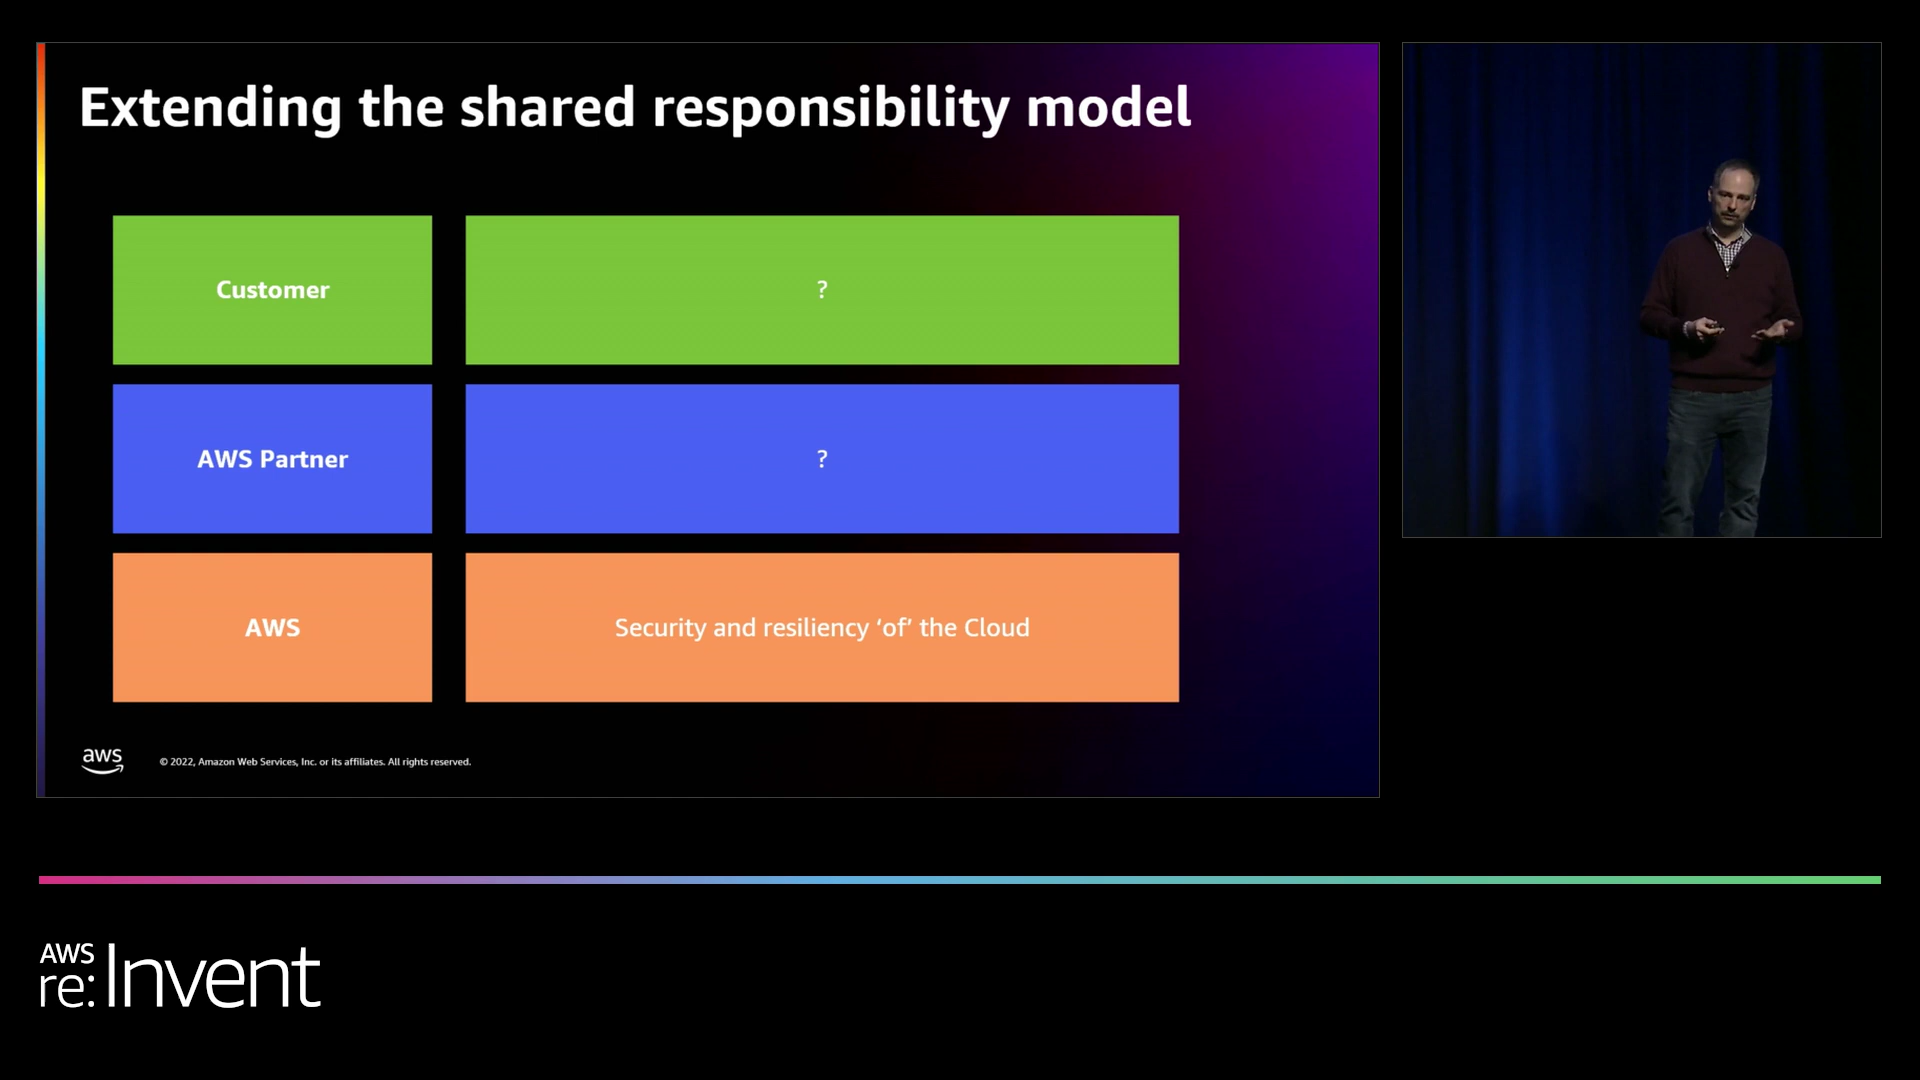 Extending the shared responsibility model
Customer
?
AWS Partner
?
AWS
Security and resiliency ‘of’ the Cloud
aws
© 2022, Amazon Web Services, Inc. or its affiliates. All rights reserved.
AWS
re:Invent